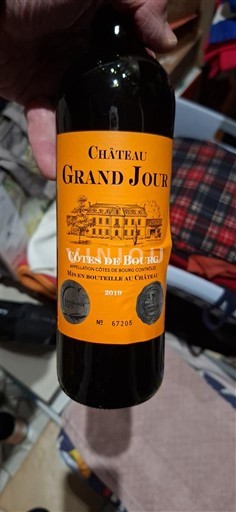 CHÂTEAU
GRAND JOUR
CÔTES DE BOURG
APPELLATION CÔTES DE BOURG CONTRÔLÉE
MIS EN BOUTEILLE AU CHÂTEAU
2019
Nº 67205